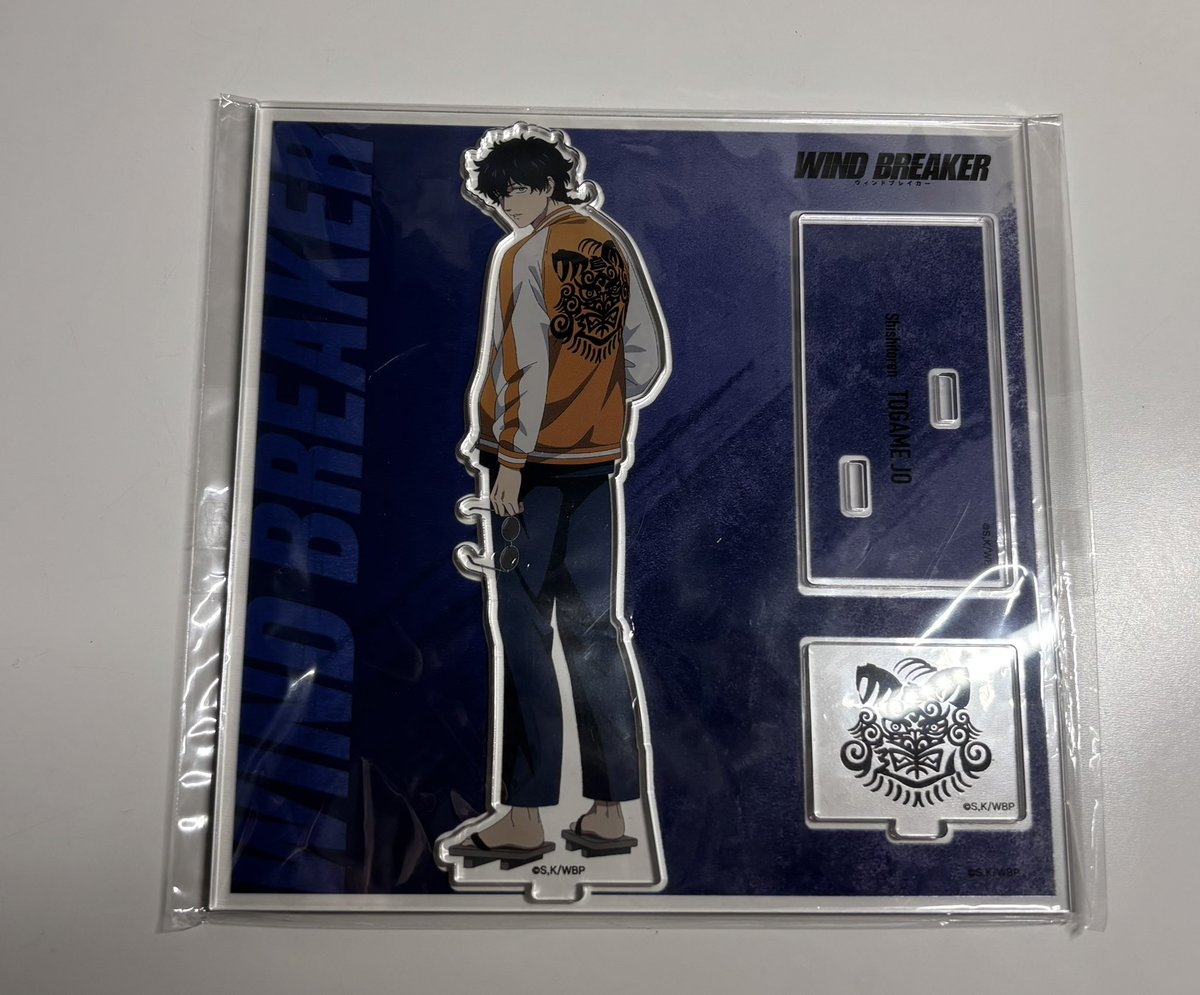 WIND BREAKER
WIND BREAKER
ウィンドブレイカー
Shishitoren TOGAME JO
©S,K/W
©S,K/WBP
©S,K/WBP
©S,K/WBP